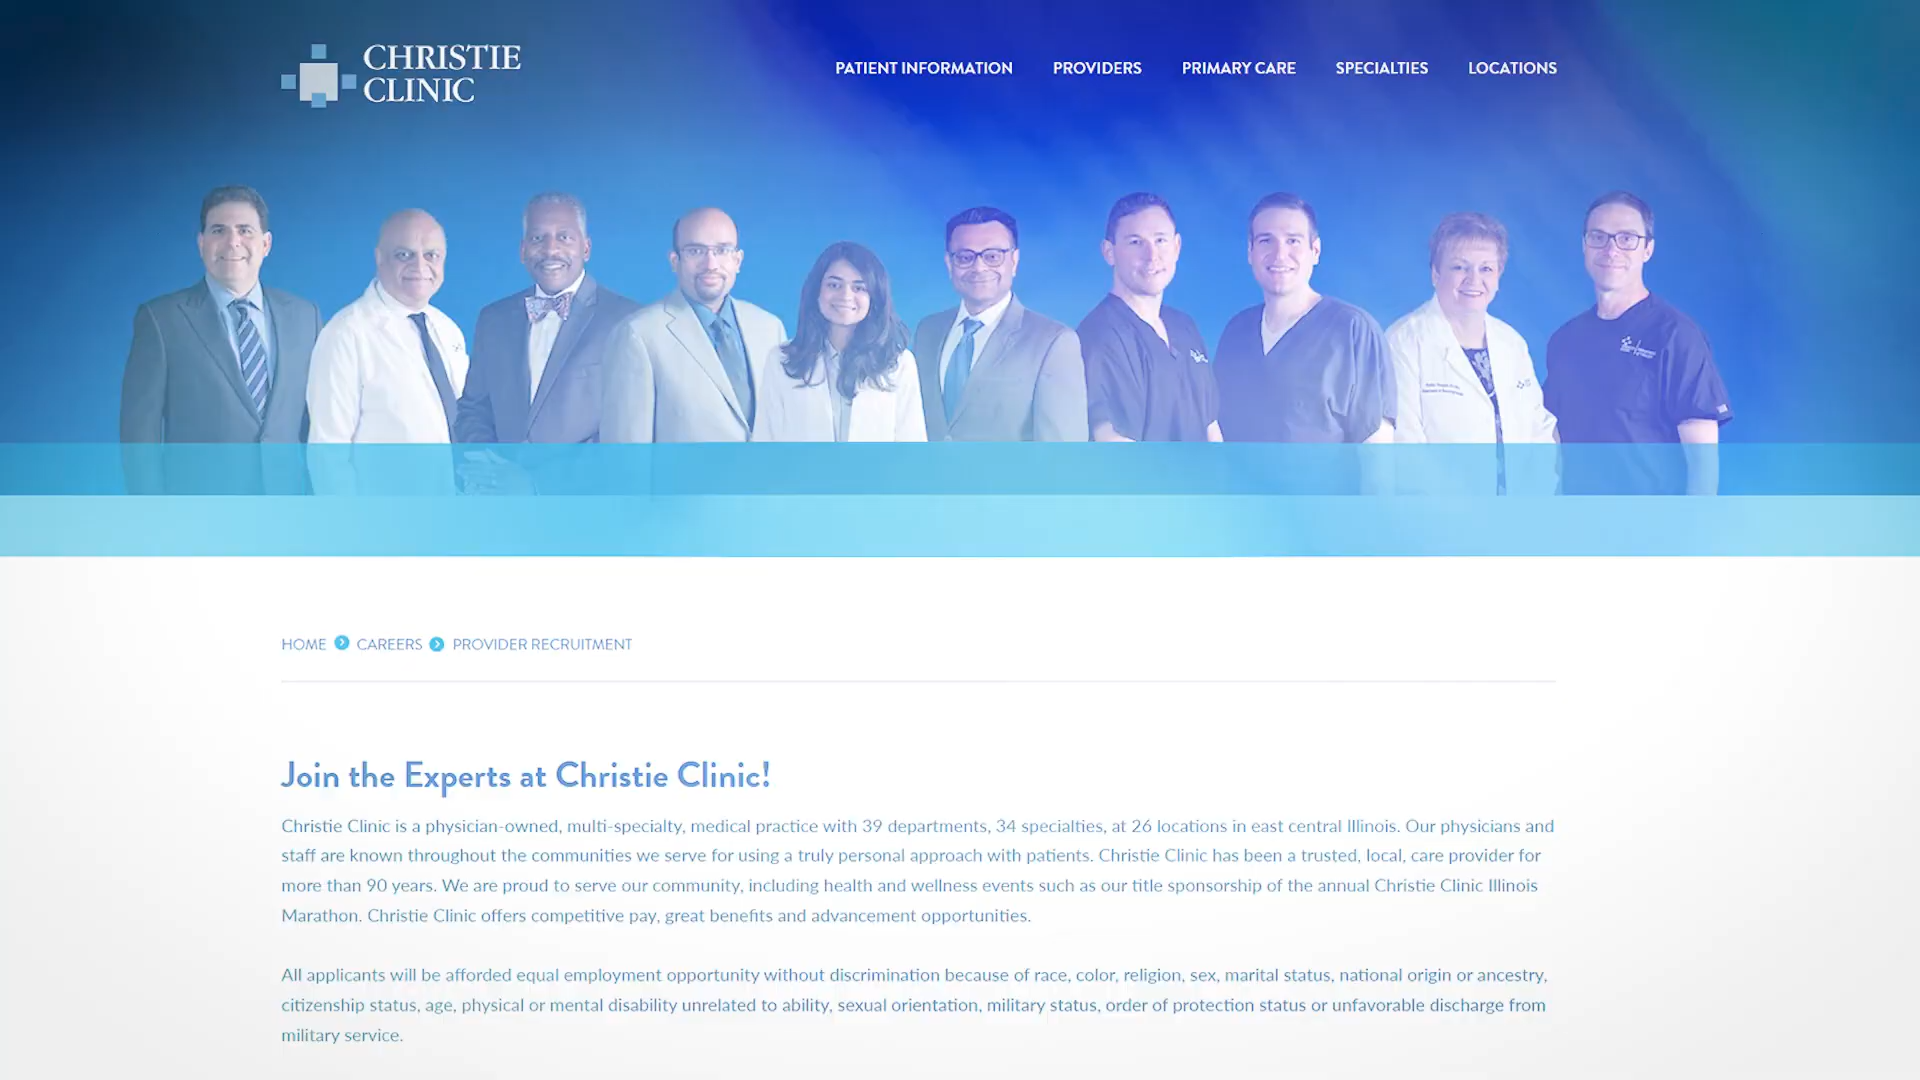 CHRISTIE
CLINIC
PATIENT INFORMATION PROVIDERS PRIMARY CARE SPECIALTIES LOCATIONS
HOME CAREERS PROVIDER RECRUITMENT
Join the Experts at Christie Clinic!
Christie Clinic is a physician-owned, multi-specialty, medical practice with 39 departments, 34 specialties, at 26 locations in east central Illinois. Our physicians and
staff are known throughout the communities we serve for using a truly personal approach with patients. Christie Clinic has been a trusted, local, care provider for
more than 90 years. We are proud to serve our community, including health and wellness events such as our title sponsorship of the annual Christie Clinic Illinois
Marathon. Christie Clinic offers competitive pay, great benefits and advancement opportunities.
All applicants will be afforded equal employment opportunity without discrimination because of race, color, religion, sex, marital status, national origin or ancestry,
citizenship status, age, physical or mental disability unrelated to ability, sexual orientation, military status, order of protection status or unfavorable discharge from
military service.